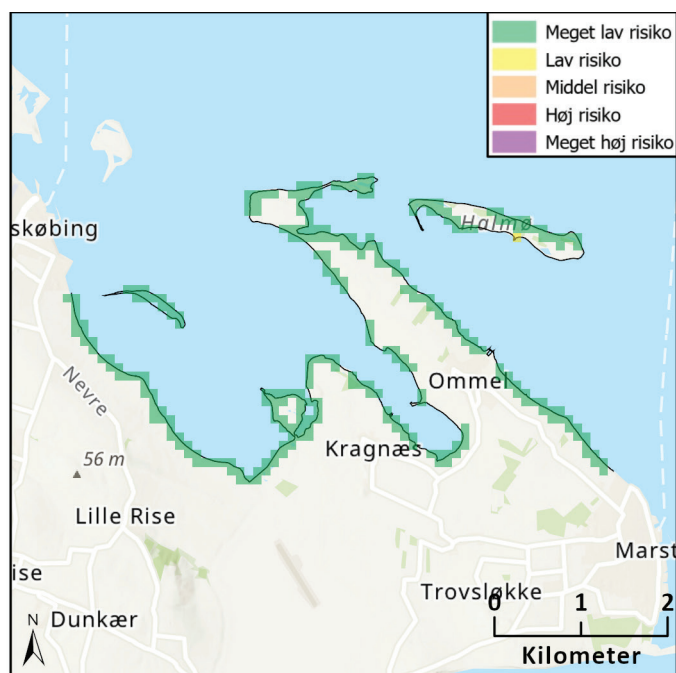 Meget lav risiko
Lav risiko
Middel risiko
Høj risiko
Meget høj risiko
Halmø
skøbing
Nevre
Ommel
Kragnæs
56 m
Lille Rise
Marst
ise
Trovsløkke
Dunkær
N
0 1 2
Kilometer